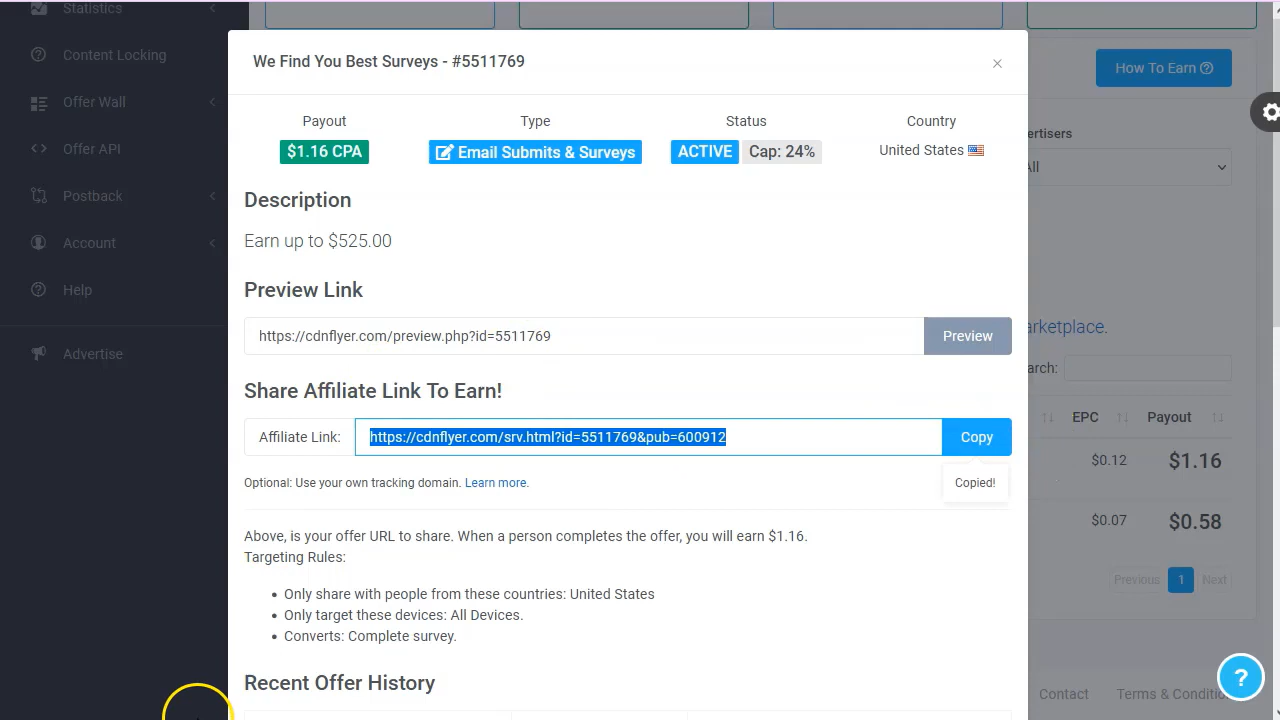 Statistics
Content Locking
Offer Wall
Offer API
Postback
Account
Help
Advertise
We Find You Best Surveys - #5511769
×
Payout
Type
Status
Country
$1.16 CPA
Email Submits & Surveys
ACTIVE
Cap: 24%
United States
Description
Earn up to $525.00
Preview Link
https://cdnflyer.com/preview.php?id=5511769
Preview
Share Affiliate Link To Earn!
Affiliate Link:
https://cdnflyer.com/srv.html?id=5511769&pub=600912
Copy
Optional: Use your own tracking domain. Learn more.
Copied!
Above, is your offer URL to share. When a person completes the offer, you will earn $1.16.
Targeting Rules:
• Only share with people from these countries: United States
• Only target these devices: All Devices.
• Converts: Complete survey.
Recent Offer History
How To Earn
ertisers
All
arketplace.
arch:
EPC
Payout
$0.12
$1.16
$0.07
$0.58
Previous
1
Next
Contact
Terms & Conditio
?